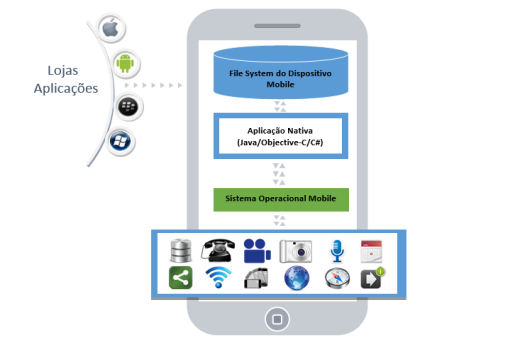 Lojas
Aplicações
File System do Dispositivo
Mobile
Aplicação Nativa
(Java/Objective-C/C#)
Sistema Operacional Mobile